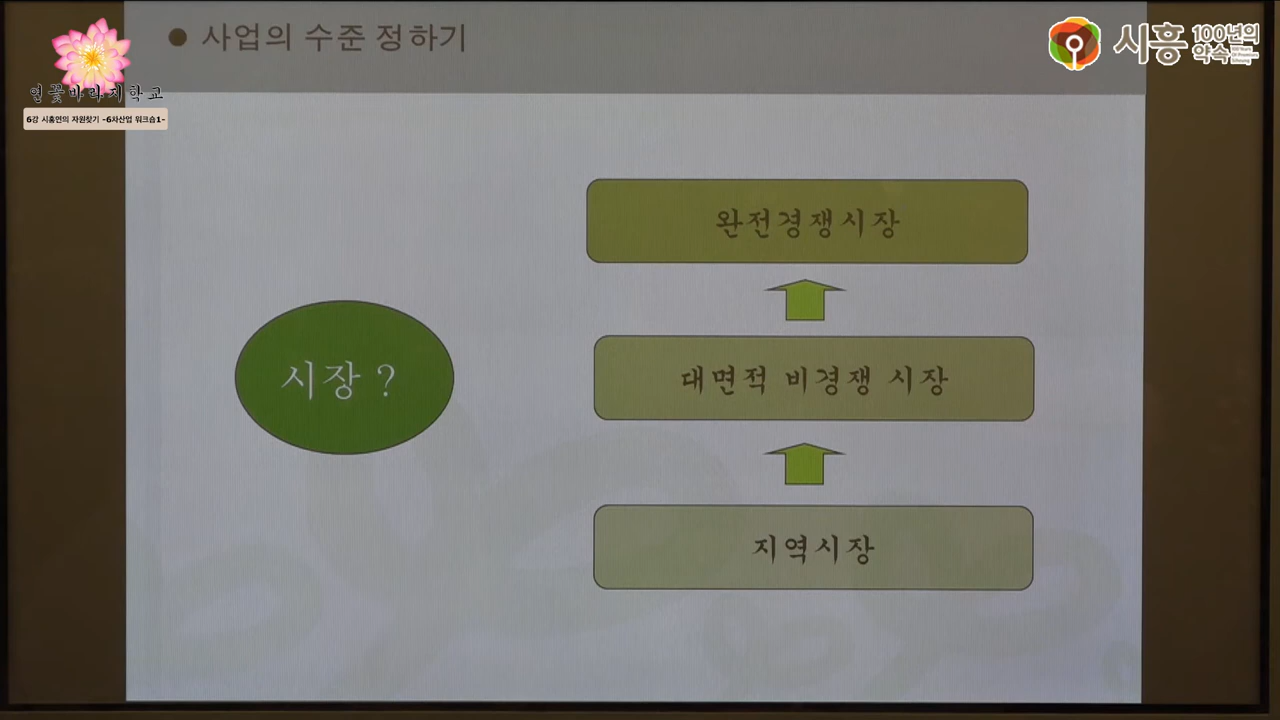 ● 사업의 수준 정하기
연꽃바라지학교
6강 시흥연의 자원찾기 -6차산업 워크숍1-
시흥 100년의 약속
완전경쟁시장
시장 ?
대면적 비경쟁 시장
지역시장